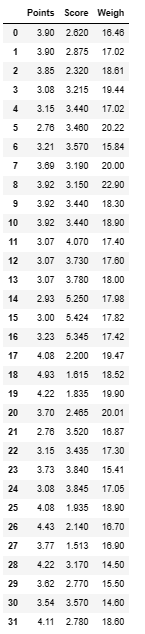 Points Score Weigh
0 3.90 2.620 16.46
1 3.90 2.875 17.02
2 3.85 2.320 18.61
3 3.08 3.215 19.44
4 3.15 3.440 17.02
5 2.76 3.460 20.22
6 3.21 3.570 15.84
7 3.69 3.190 20.00
8 3.92 3.150 22.90
9 3.92 3.440 18.30
10 3.92 3.440 18.90
11 3.07 4.070 17.40
12 3.07 3.730 17.60
13 3.07 3.780 18.00
14 2.93 5.250 17.98
15 3.00 5.424 17.82
16 3.23 5.345 17.42
17 4.08 2.200 19.47
18 4.93 1.615 18.52
19 4.22 1.835 19.90
20 3.70 2.465 20.01
21 2.76 3.520 16.87
22 3.15 3.435 17.30
23 3.73 3.840 15.41
24 3.08 3.845 17.05
25 4.08 1.935 18.90
26 4.43 2.140 16.70
27 3.77 1.513 16.90
28 4.22 3.170 14.50
29 3.62 2.770 15.50
30 3.54 3.570 14.60
31 4.11 2.780 18.60